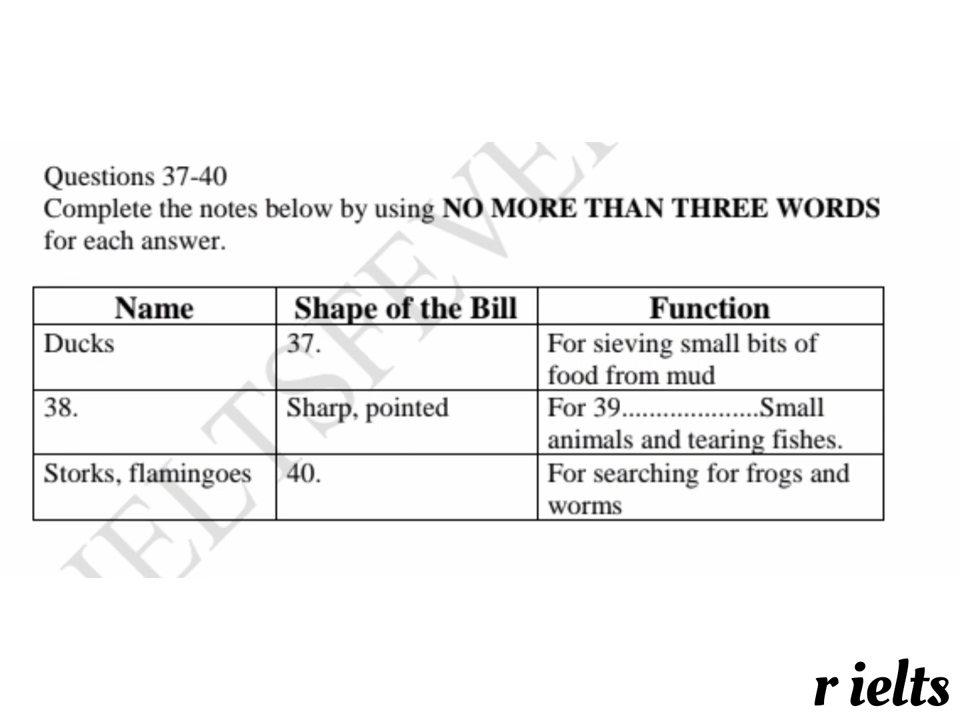 Questions 37-40
Complete the notes below by using NO MORE THAN THREE WORDS
for each answer.
Name Shape of the Bill Function
Ducks 37. For sieving small bits of
food from mud
38. Sharp, pointed For 39.....................Small
animals and tearing fishes.
Storks, flamingoes 40. For searching for frogs and
worms
IELTSFEVER
r ielts